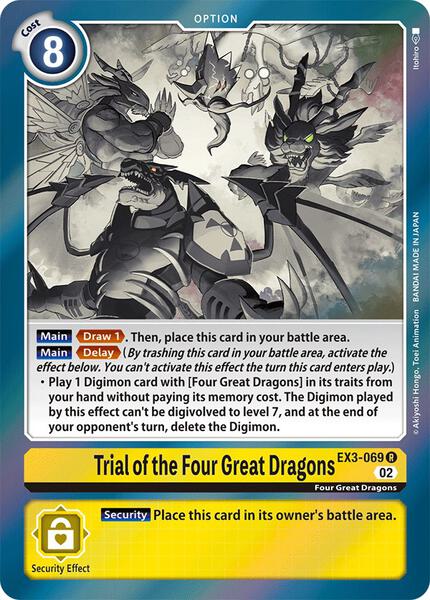 OPTION
Cost
8
Itohiro
© Akiyoshi Hongo, Toei Animation BANDAI MADE IN JAPAN
Main Draw 1. Then, place this card in your battle area.
Main Delay (By trashing this card in your battle area, activate the
effect below. You can't activate this effect the turn this card enters play.)
• Play 1 Digimon card with [Four Great Dragons] in its traits from
your hand without paying its memory cost. The Digimon played
by this effect can't be digivolved to level 7, and at the end of
your opponent's turn, delete the Digimon.
Trial of the Four Great Dragons
EX3-069 R
02
Four Great Dragons
Security Place this card in its owner's battle area.
Security Effect